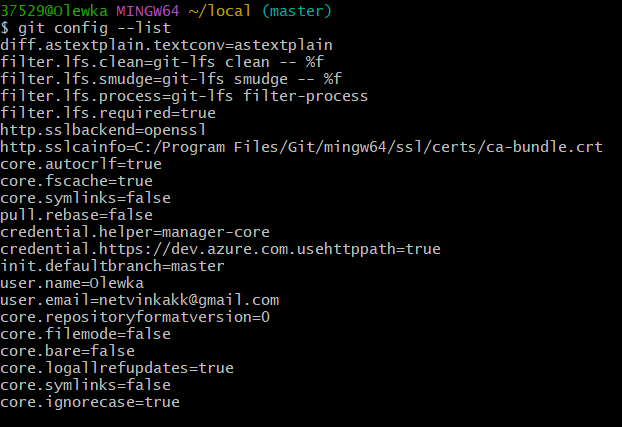 37529@Olewka MINGW64 ~/local (master)
$ git config --list
diff.astextplain.textconv=astextplain
filter.lfs.clean=git-lfs clean -- %f
filter.lfs.smudge=git-lfs smudge -- %f
filter.lfs.process=git-lfs filter-process
filter.lfs.required=true
http.sslbackend=openssl
http.sslcainfo=C:/Program Files/Git/mingw64/ssl/certs/ca-bundle.crt
core.autocrlf=true
core.fscache=true
core.symlinks=false
pull.rebase=false
credential.helper=manager-core
credential.https://dev.azure.com.usehttppath=true
init.defaultbranch=master
user.name=Olewka
user.email=netvinkakk@gmail.com
core.repositoryformatversion=0
core.filemode=false
core.bare=false
core.logallrefupdates=true
core.symlinks=false
core.ignorecase=true